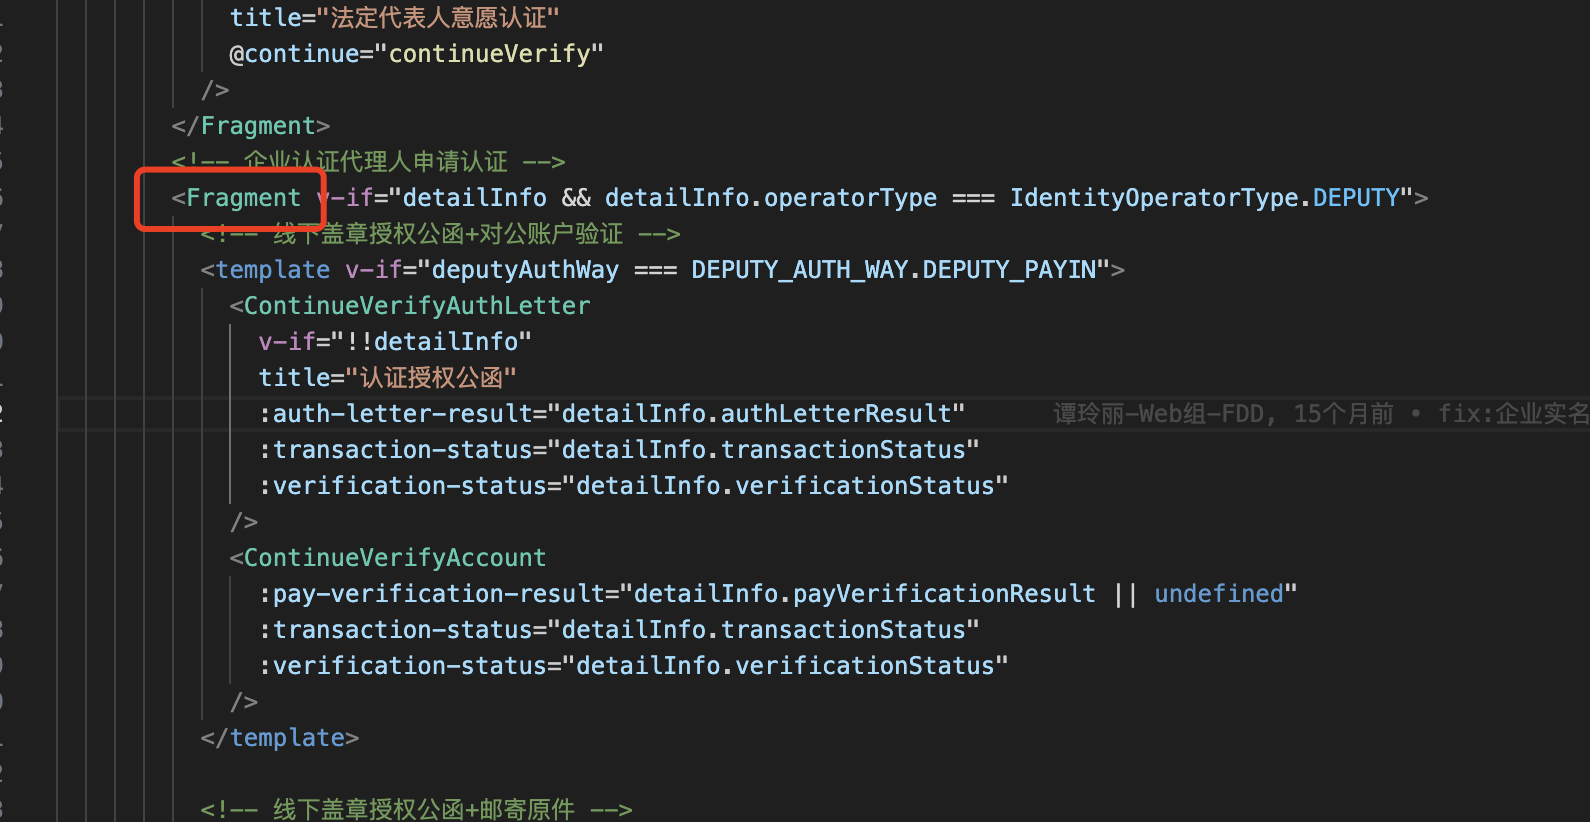 title="法定代表人意愿认证"
@continue="continueVerify"
/>
</Fragment>
<!-- 企业认证代理人申请认证 -->
<Fragment v-if="detailInfo && detailInfo.operatorType === IdentityOperatorType.DEPUTY">
<!-- 线下盖章授权公函+对公账户验证 -->
<template v-if="deputyAuthWay === DEPUTY_AUTH_WAY.DEPUTY_PAYIN">
<ContinueVerifyAuthLetter
v-if="!!detailInfo"
title="认证授权公函"
:auth-letter-result="detailInfo.authLetterResult" 谭玲丽-Web组-FDD, 15个月前 • fix:企业实名
:transaction-status="detailInfo.transactionStatus"
:verification-status="detailInfo.verificationStatus"
/>
<ContinueVerifyAccount
:pay-verification-result="detailInfo.payVerificationResult || undefined"
:transaction-status="detailInfo.transactionStatus"
:verification-status="detailInfo.verificationStatus"
/>
</template>
<!-- 线下盖章授权公函+邮寄原件 -->